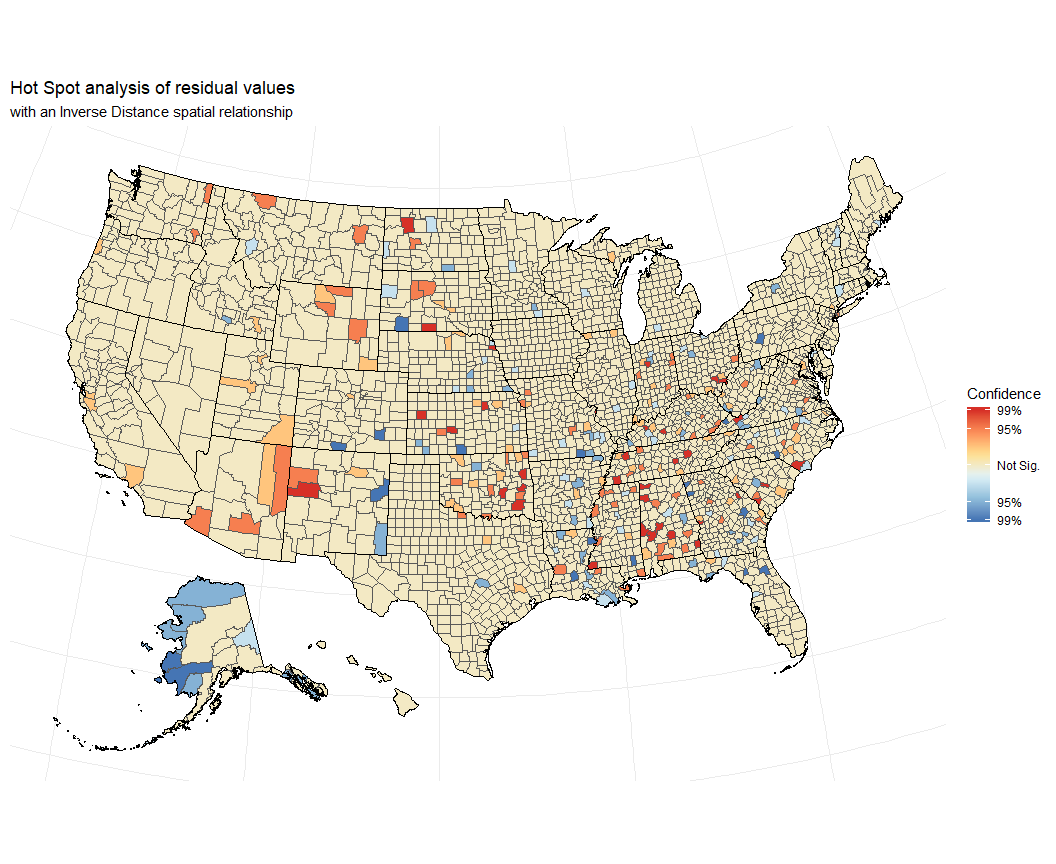 Hot Spot analysis of residual values
with an Inverse Distance spatial relationship
Confidence
99%
95%
Not Sig.
95%
99%